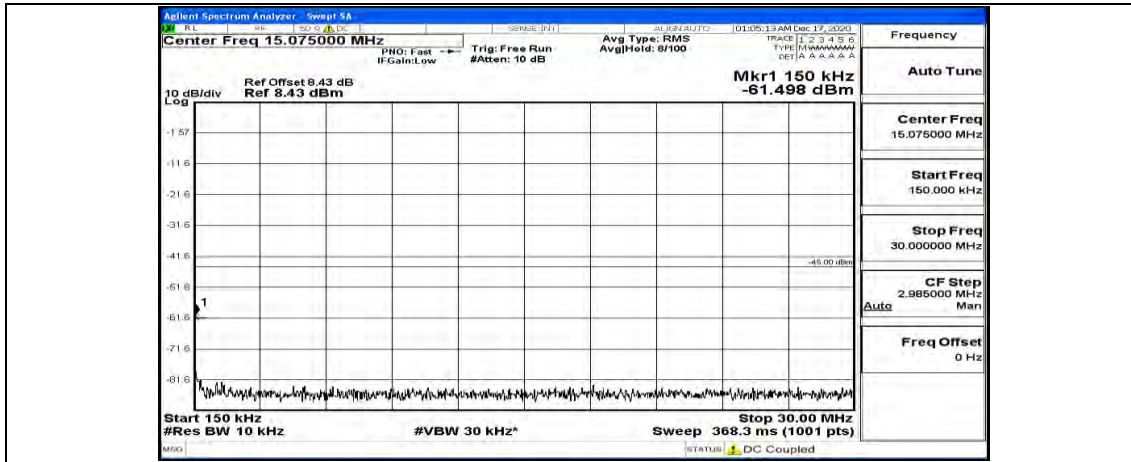 Agilent Spectrum Analyzer - Swept SA
RL RF 50 Ω DC SENSE:INT ALIGN AUTO 01:05:13 AM Dec 17, 2020
Center Freq 15.075000 MHz
PNO: Fast
IFGain:Low
Trig: Free Run
#Atten: 10 dB
Avg Type: RMS
Avg|Hold: 8/100
TRACE 1 2 3 4 5 6
TYPE M
DET A A A A A A
Frequency
Ref Offset 8.43 dB
10 dB/div Ref 8.43 dBm
Log
Mkr1 150 kHz
-61.498 dBm
Auto Tune
Center Freq
15.075000 MHz
Start Freq
150.000 kHz
Stop Freq
30.000000 MHz
CF Step
2.985000 MHz
Auto Man
Freq Offset
0 Hz
-1.57
-11.6
-21.6
-31.6
-41.6
-45.00 dBm
-51.6
1
-61.6
-71.6
-81.6
Start 150 kHz Stop 30.00 MHz
#Res BW 10 kHz #VBW 30 kHz* Sweep 368.3 ms (1001 pts)
MSG STATUS DC Coupled